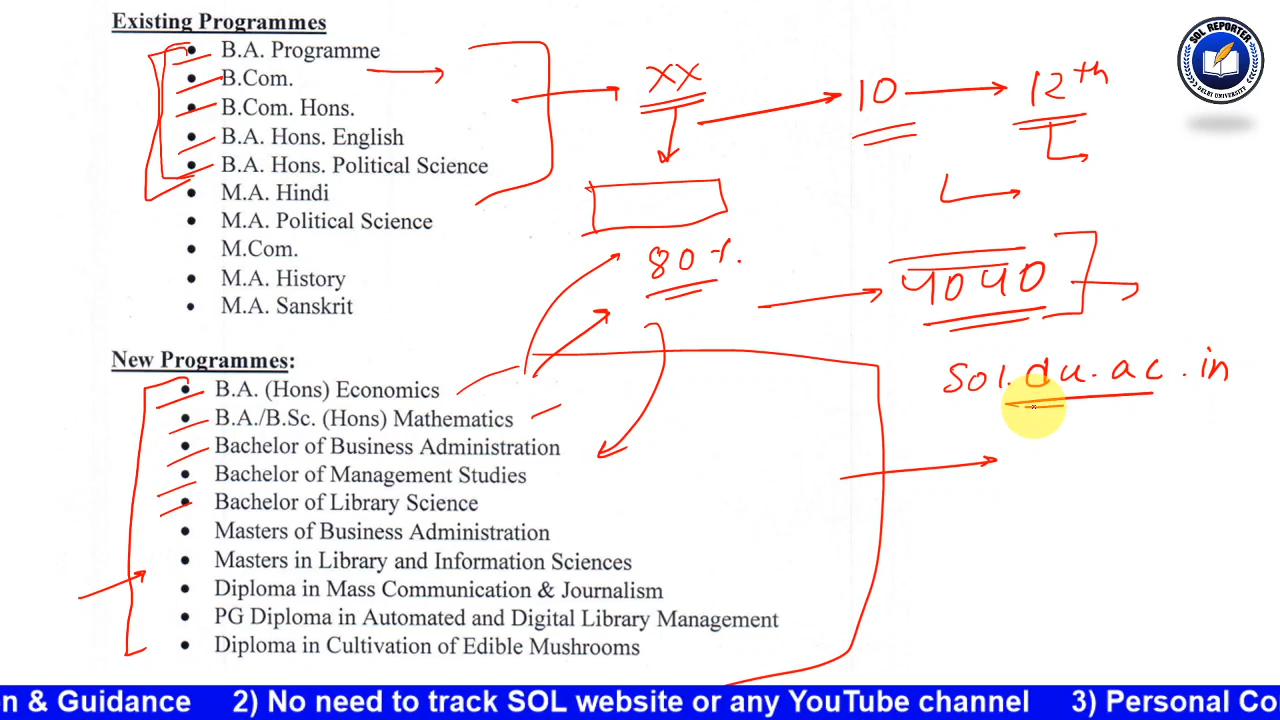 Existing Programmes
• B.A. Programme
• B.Com.
• B.Com. Hons.
• B.A. Hons. English
• B.A. Hons. Political Science
• M.A. Hindi
• M.A. Political Science
• M.Com.
• M.A. History
• M.A. Sanskrit
XX
10
12th
80%.
4040
Sol.du.ac.in
New Programmes:
• B.A. (Hons) Economics
• B.A./B.Sc. (Hons) Mathematics
• Bachelor of Business Administration
• Bachelor of Management Studies
• Bachelor of Library Science
• Masters of Business Administration
• Masters in Library and Information Sciences
• Diploma in Mass Communication & Journalism
• PG Diploma in Automated and Digital Library Management
• Diploma in Cultivation of Edible Mushrooms
SOL REPORTER
DELHI UNIVERSITY
n & Guidance 2) No need to track SOL website or any YouTube channel 3) Personal Co